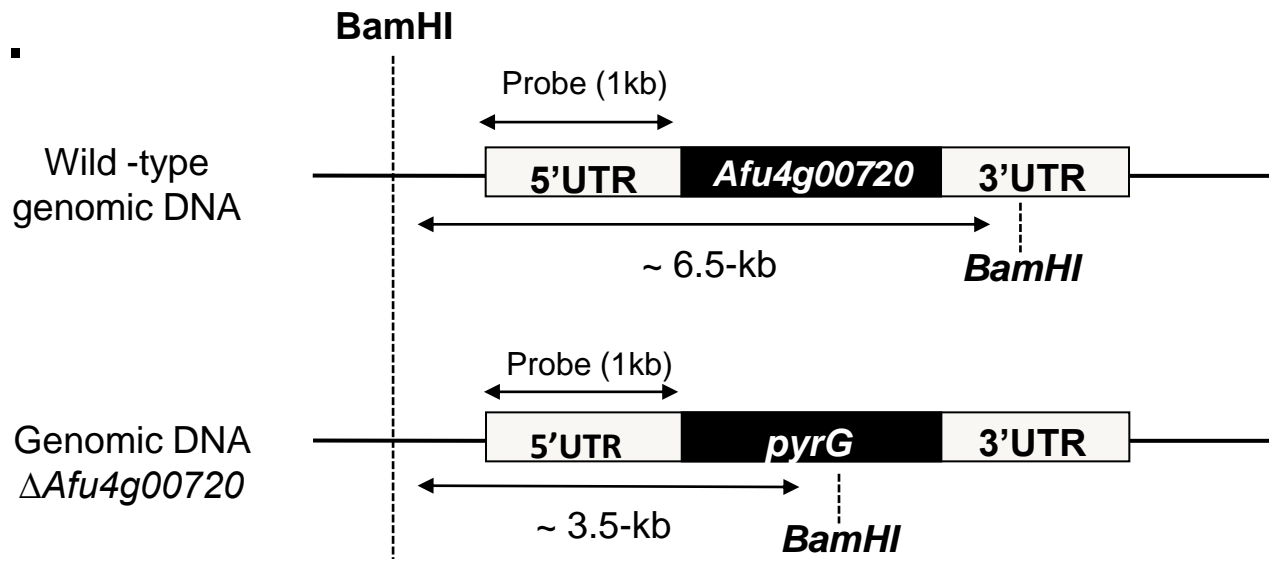 BamHI
Probe (1kb)
Wild -type
genomic DNA
5'UTR
Afu4g00720
3'UTR
~ 6.5-kb
BamHI
Probe (1kb)
Genomic DNA
ΔAfu4g00720
5'UTR
pyrG
3'UTR
~ 3.5-kb
BamHI